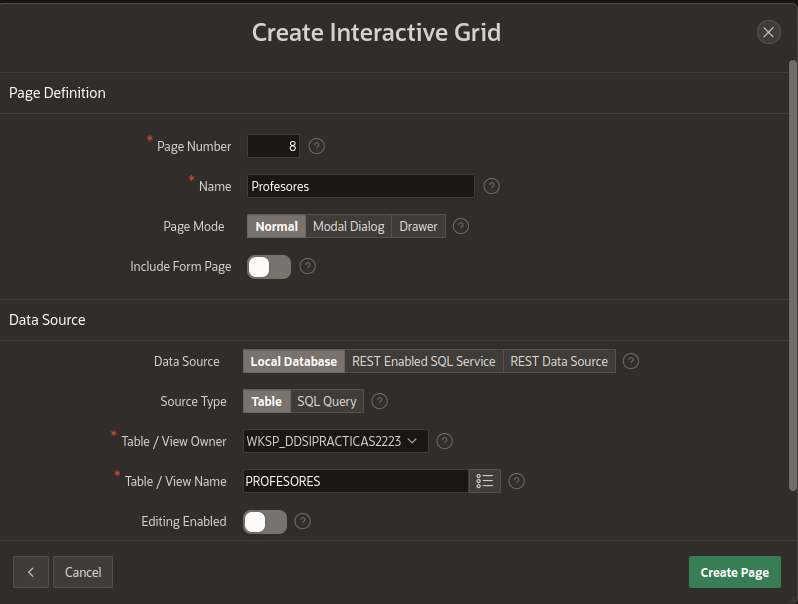 Create Interactive Grid
Page Definition
* Page Number 8 ?
* Name Profesores ?
Page Mode Normal Modal Dialog Drawer ?
Include Form Page ?
Data Source
Data Source Local Database REST Enabled SQL Service REST Data Source ?
Source Type Table SQL Query ?
* Table / View Owner WKSP_DDSIPRACTICAS2223 ?
* Table / View Name PROFESORES ?
Editing Enabled ?
Cancel Create Page